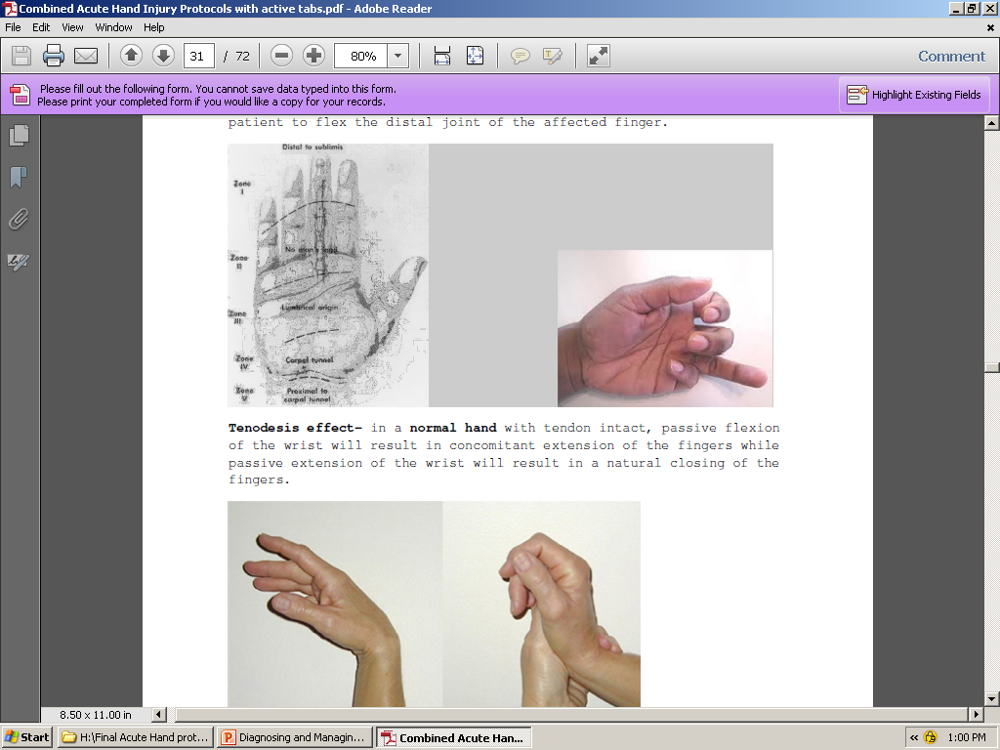 Combined Acute Hand Injury Protocols with active tabs.pdf - Adobe Reader
File Edit View Window Help
31 / 72 80% Comment
Please fill out the following form. You cannot save data typed into this form.
Please print your completed form if you would like a copy for your records.
Highlight Existing Fields
patient to flex the distal joint of the affected finger.
Distal to sublimis
Zone
I
No man's land
Zone
II
Lumbrical origin
Zone
III
Carpal tunnel
Zone
IV
Proximal to
carpal tunnel
Zone
V
Tenodesis effect– in a normal hand with tendon intact, passive flexion
of the wrist will result in concomitant extension of the fingers while
passive extension of the wrist will result in a natural closing of the
fingers.
8.50 x 11.00 in
Start H:\Final Acute Hand prot... Diagnosing and Managin... Combined Acute Han... « 1:00 PM